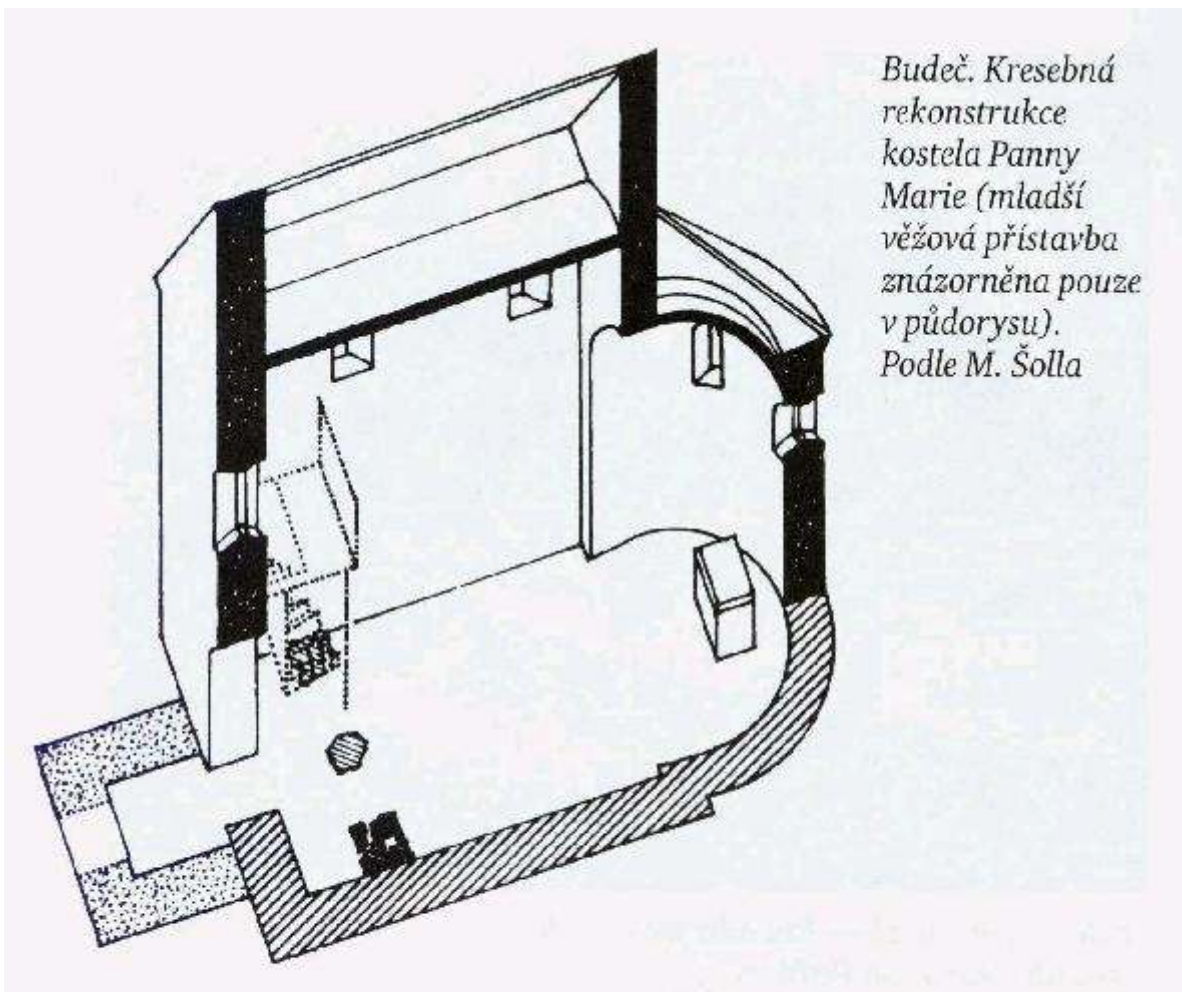 Budeč. Kresebná
rekonstrukce
kostela Panny
Marie (mladší
věžová přístavba
znázorněna pouze
v půdorysu).
Podle M. Šolla